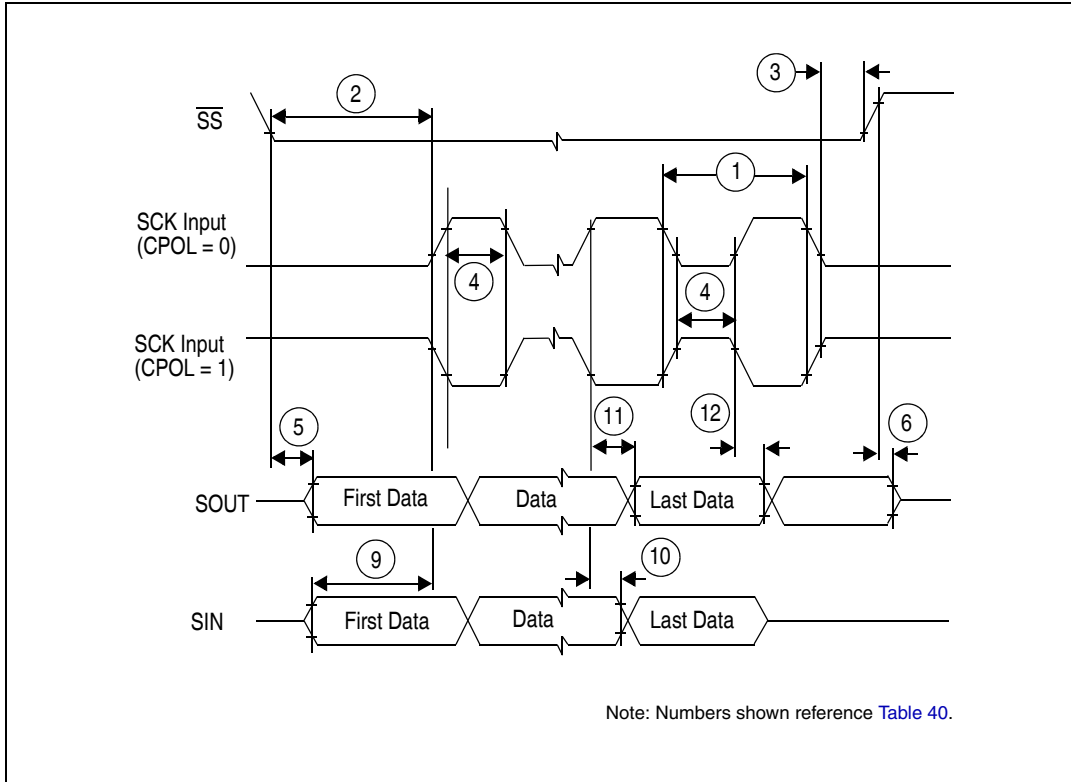 3
2
SS
1
SCK Input
(CPOL = 0)
4
4
SCK Input
(CPOL = 1)
11
12
5
6
SOUT
First Data
Data
Last Data
9
10
SIN
First Data
Data
Last Data
Note: Numbers shown reference Table 40.